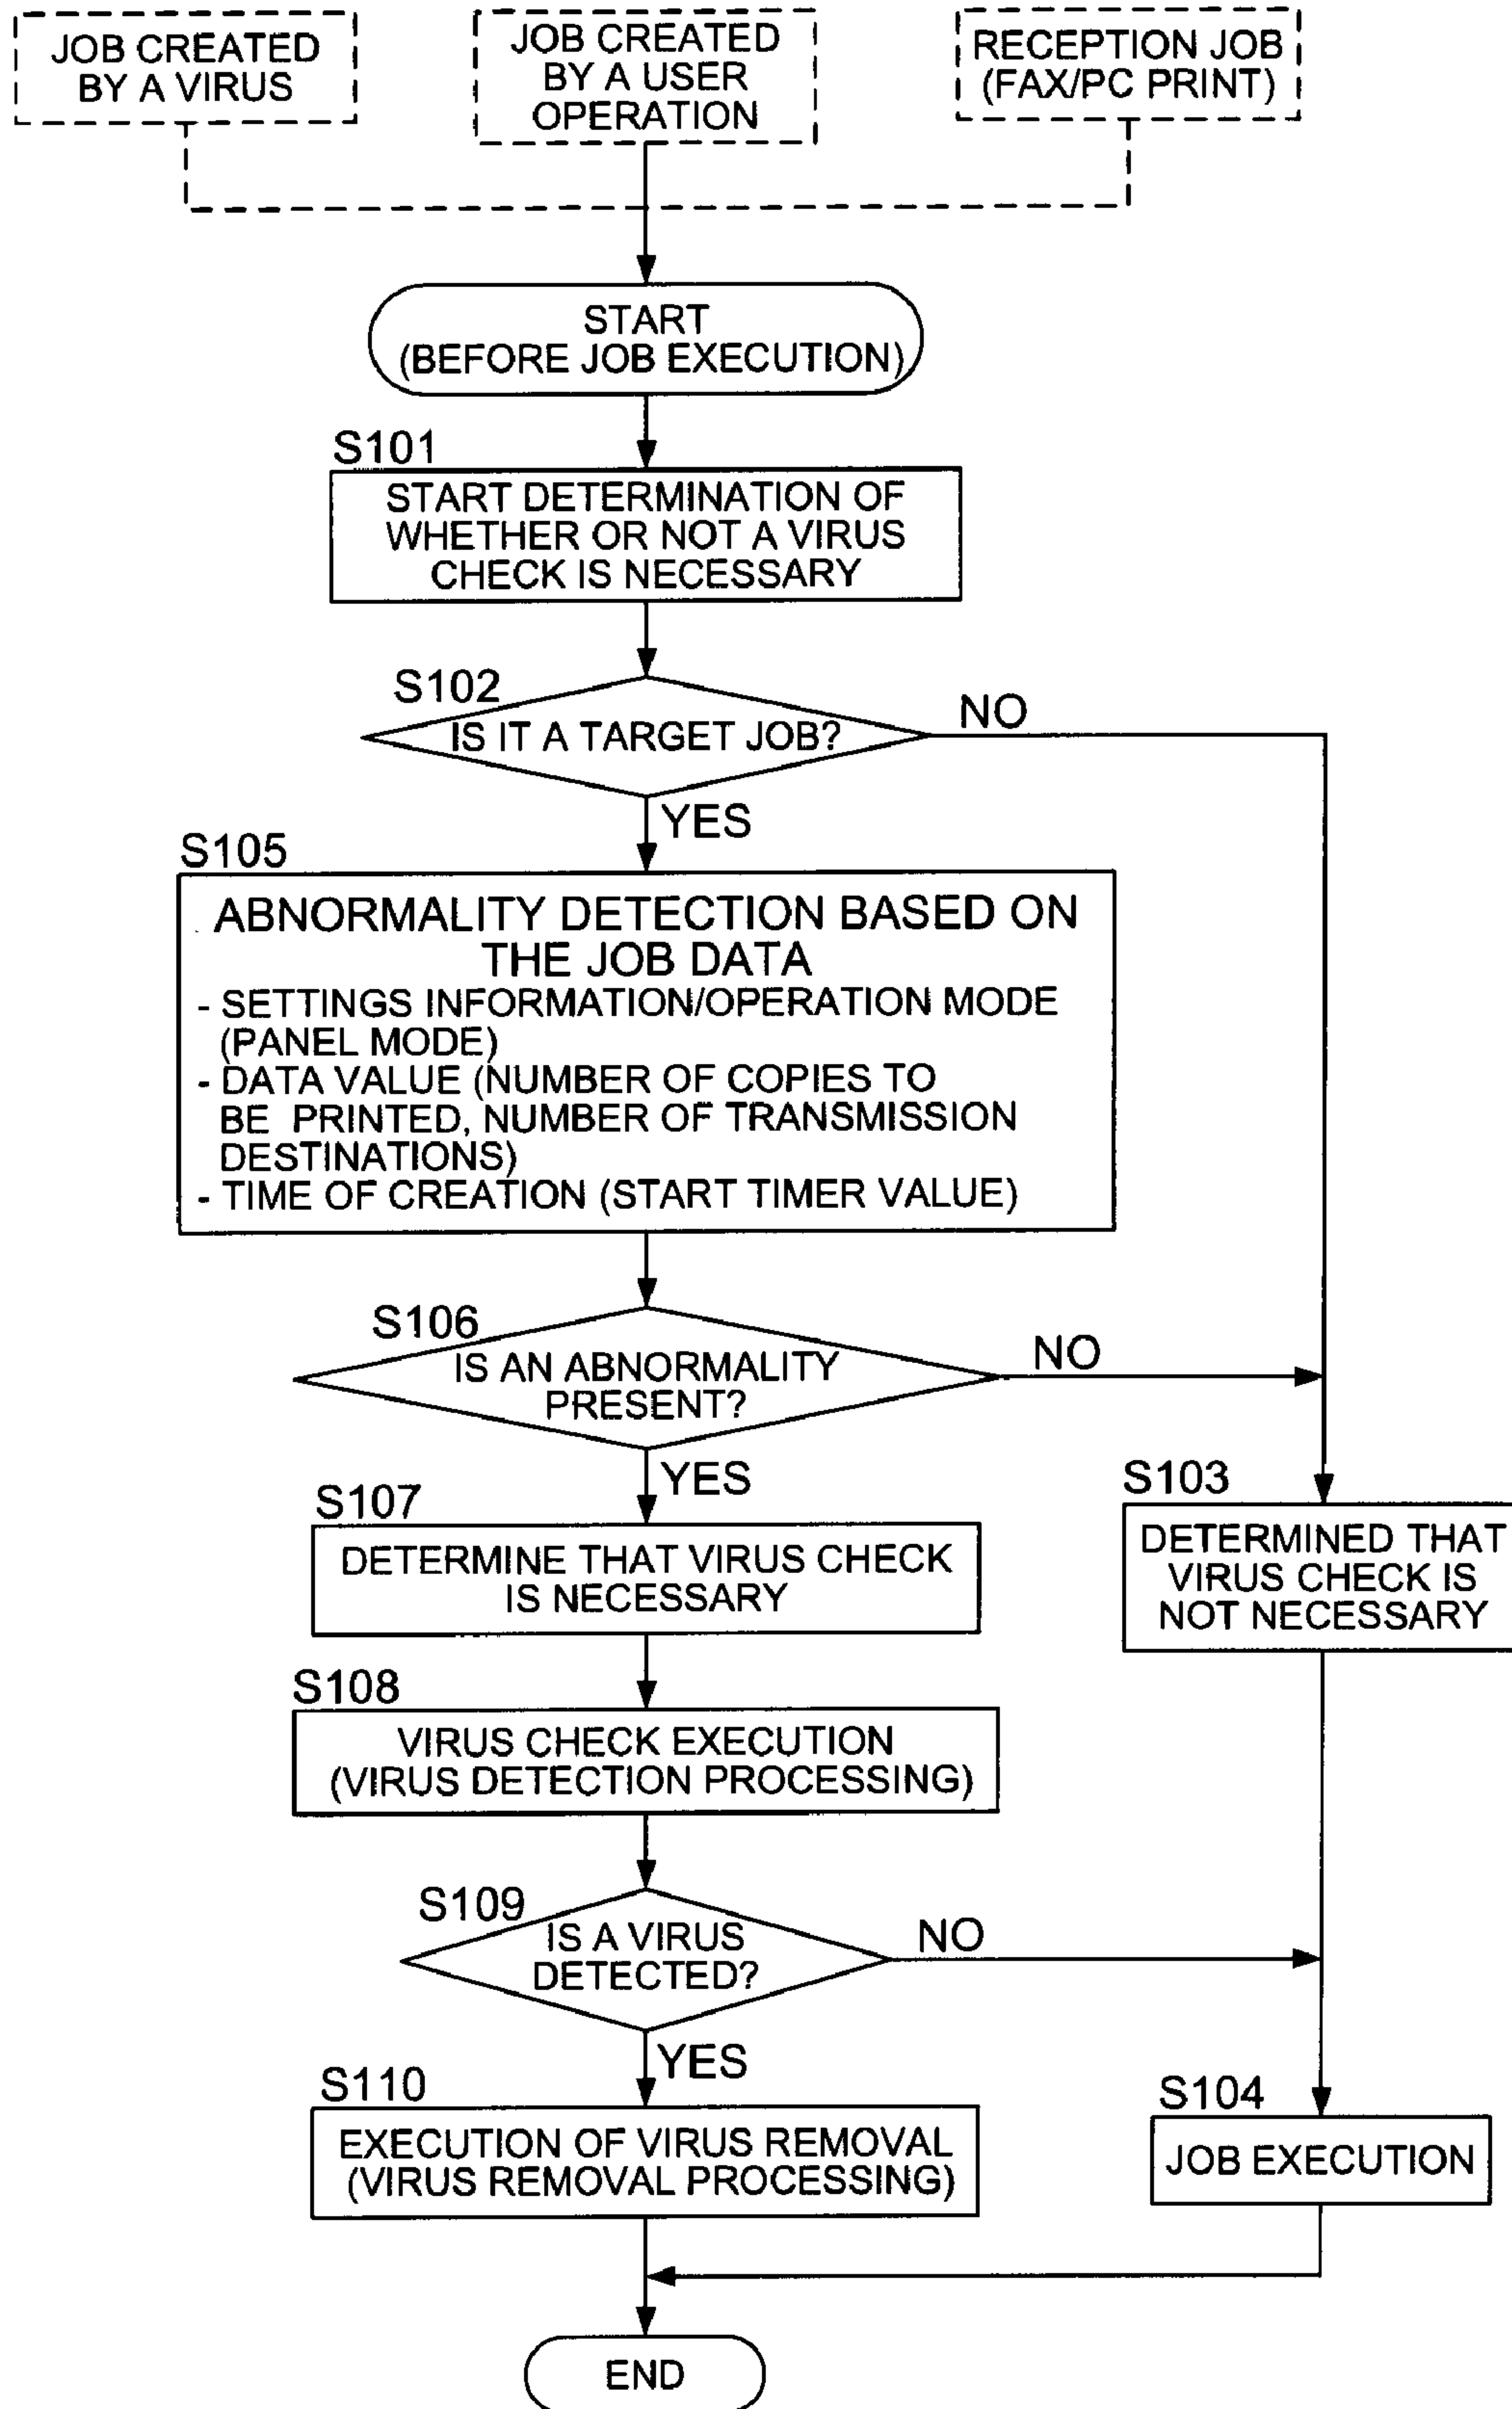 JOB CREATED
BY A VIRUS
JOB CREATED
BY A USER
OPERATION
RECEPTION JOB
(FAX/PC PRINT)
START
(BEFORE JOB EXECUTION)
S101
START DETERMINATION OF
WHETHER OR NOT A VIRUS
CHECK IS NECESSARY
S102
IS IT A TARGET JOB?
NO
YES
S105
ABNORMALITY DETECTION BASED ON
THE JOB DATA
- SETTINGS INFORMATION/OPERATION MODE
(PANEL MODE)
- DATA VALUE (NUMBER OF COPIES TO
BE PRINTED, NUMBER OF TRANSMISSION
DESTINATIONS)
- TIME OF CREATION (START TIMER VALUE)
S106
IS AN ABNORMALITY
PRESENT?
NO
YES
S107
DETERMINE THAT VIRUS CHECK
IS NECESSARY
S103
DETERMINED THAT
VIRUS CHECK IS
NOT NECESSARY
S108
VIRUS CHECK EXECUTION
(VIRUS DETECTION PROCESSING)
S109
IS A VIRUS
DETECTED?
NO
YES
S110
EXECUTION OF VIRUS REMOVAL
(VIRUS REMOVAL PROCESSING)
S104
JOB EXECUTION
END